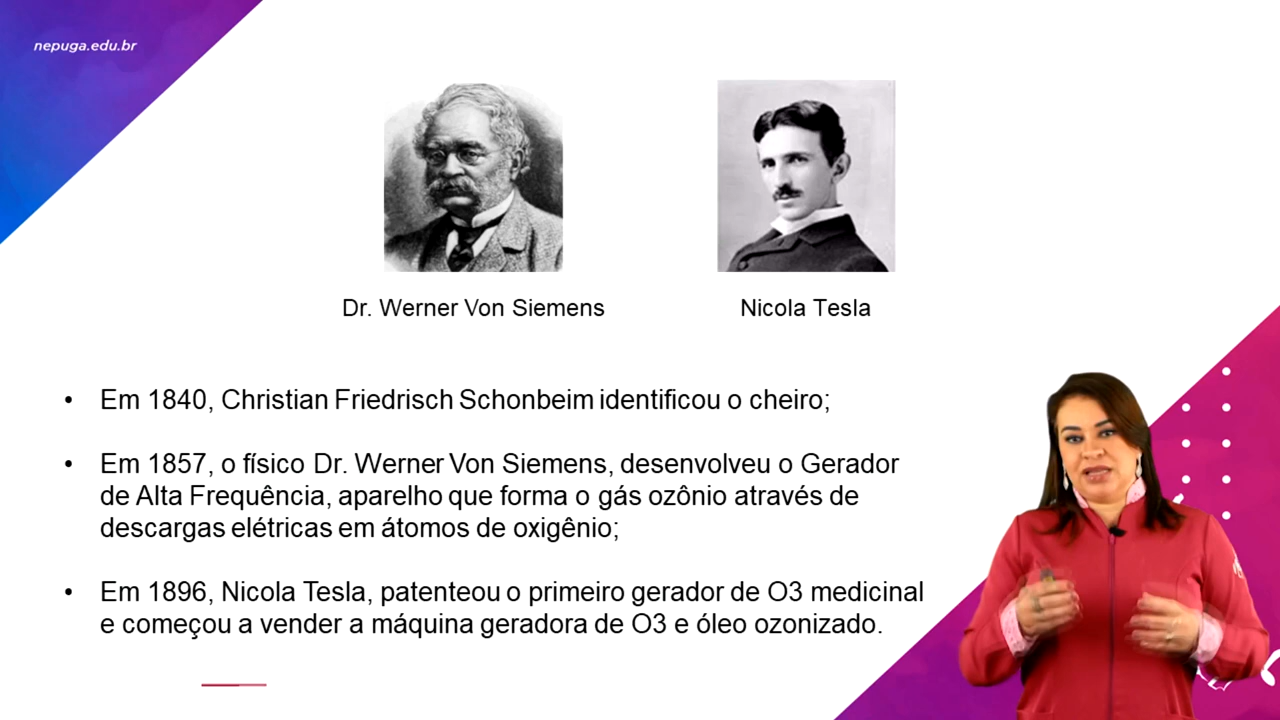 nepuga.edu.br
Dr. Werner Von Siemens
Nicola Tesla
• Em 1840, Christian Friedrisch Schonbeim identificou o cheiro;
• Em 1857, o físico Dr. Werner Von Siemens, desenvolveu o Gerador
de Alta Frequência, aparelho que forma o gás ozônio através de
descargas elétricas em átomos de oxigênio;
• Em 1896, Nicola Tesla, patenteou o primeiro gerador de O3 medicinal
e começou a vender a máquina geradora de O3 e óleo ozonizado.